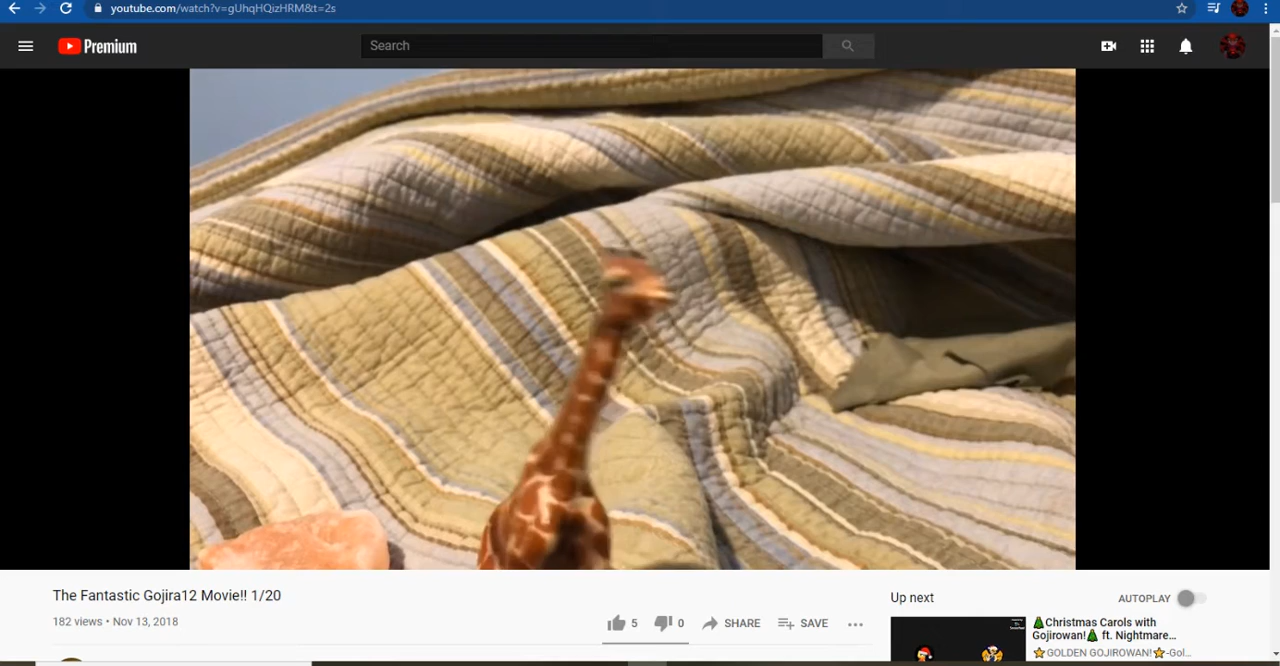 youtube.com/watch?v=gUhqHQizHRM&t=2s
Premium
Search
The Fantastic Gojira12 Movie!! 1/20
182 views • Nov 13, 2018
5
0
SHARE
SAVE
Up next
AUTOPLAY
🎄Christmas Carols with
Gojirowan!🎄 ft. Nightmare...
⭐GOLDEN GOJIROWAN!⭐-Gol...